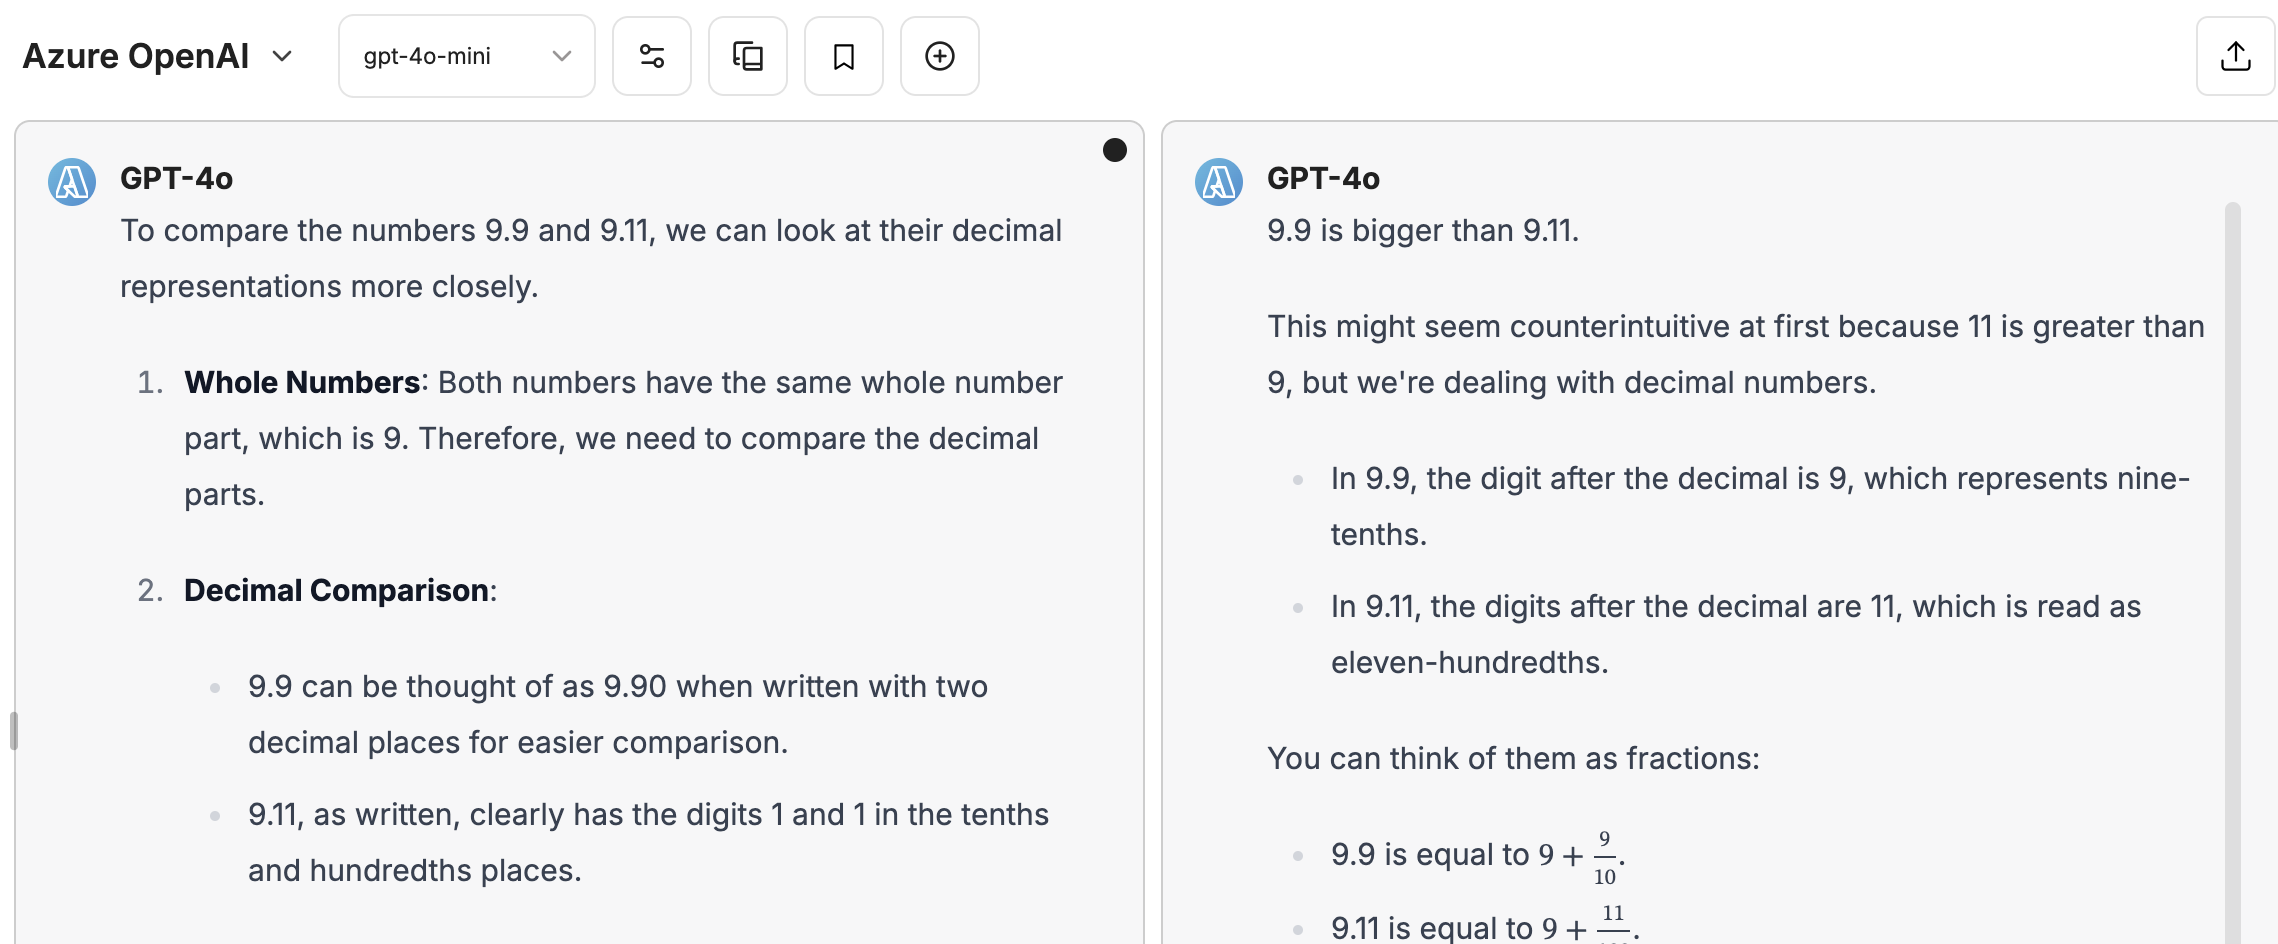 Azure OpenAI
gpt-4o-mini
GPT-4o
To compare the numbers 9.9 and 9.11, we can look at their decimal
representations more closely.
1. Whole Numbers: Both numbers have the same whole number
part, which is 9. Therefore, we need to compare the decimal
parts.
2. Decimal Comparison:
9.9 can be thought of as 9.90 when written with two
decimal places for easier comparison.
9.11, as written, clearly has the digits 1 and 1 in the tenths
and hundredths places.
GPT-4o
9.9 is bigger than 9.11.
This might seem counterintuitive at first because 11 is greater than
9, but we're dealing with decimal numbers.
In 9.9, the digit after the decimal is 9, which represents nine-
tenths.
In 9.11, the digits after the decimal are 11, which is read as
eleven-hundredths.
You can think of them as fractions:
9.9 is equal to 9 + 9/10.
9.11 is equal to 9 + 11